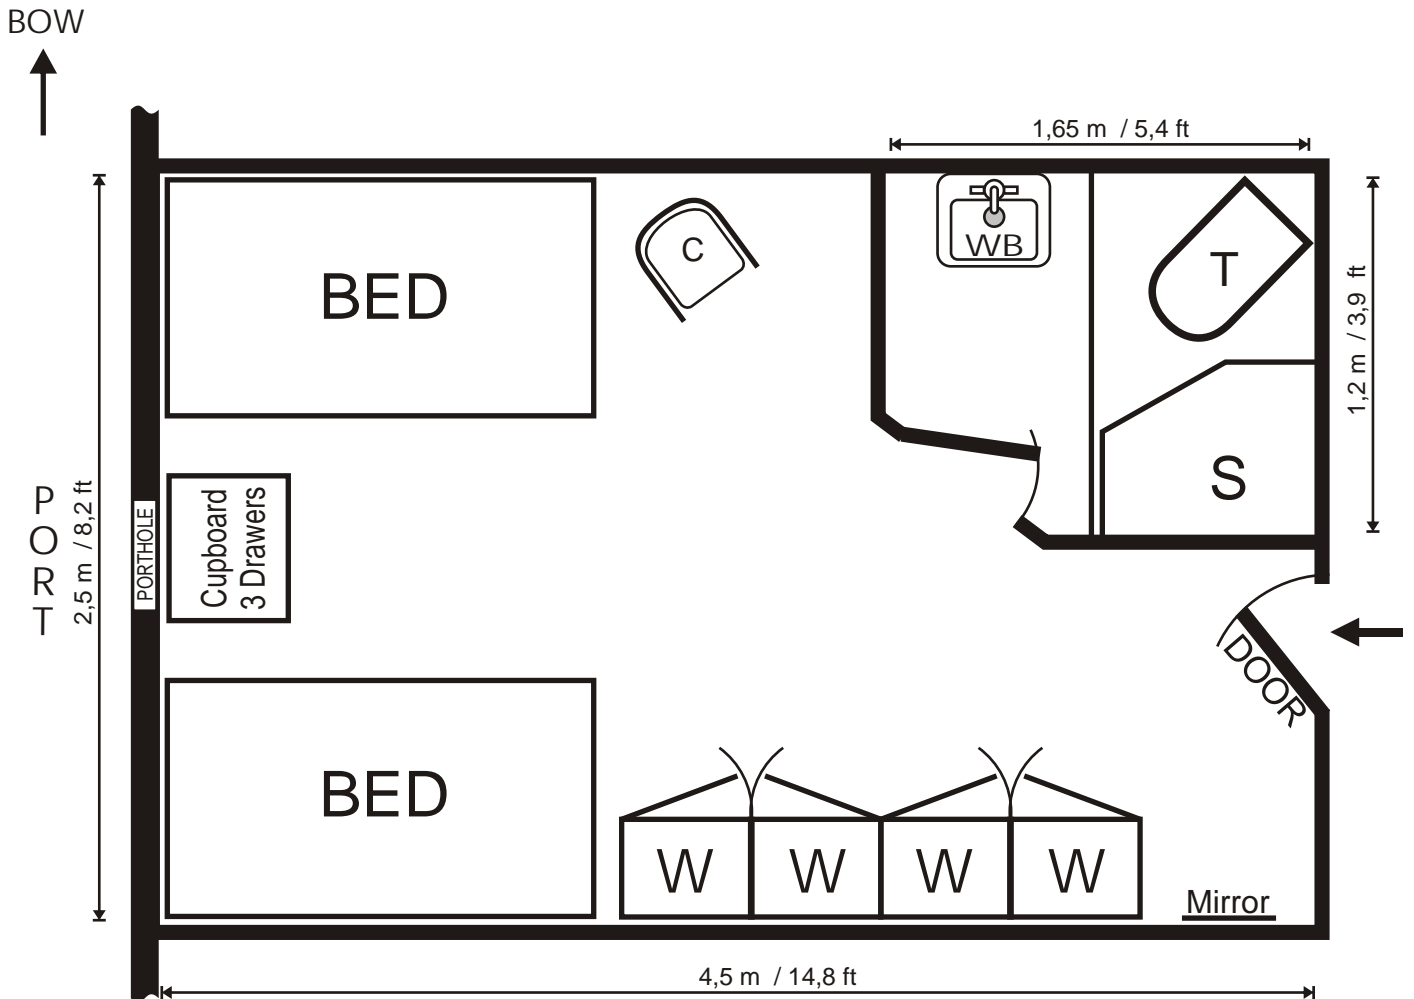 BOW
1,65 m / 5,4 ft
BED
C
WB
T
1,2 m / 3,9 ft
PORT
2,5 m / 8,2 ft
PORTHOLE
Cupboard
3 Drawers
S
DOOR
BED
W
W
W
W
Mirror
4,5 m / 14,8 ft